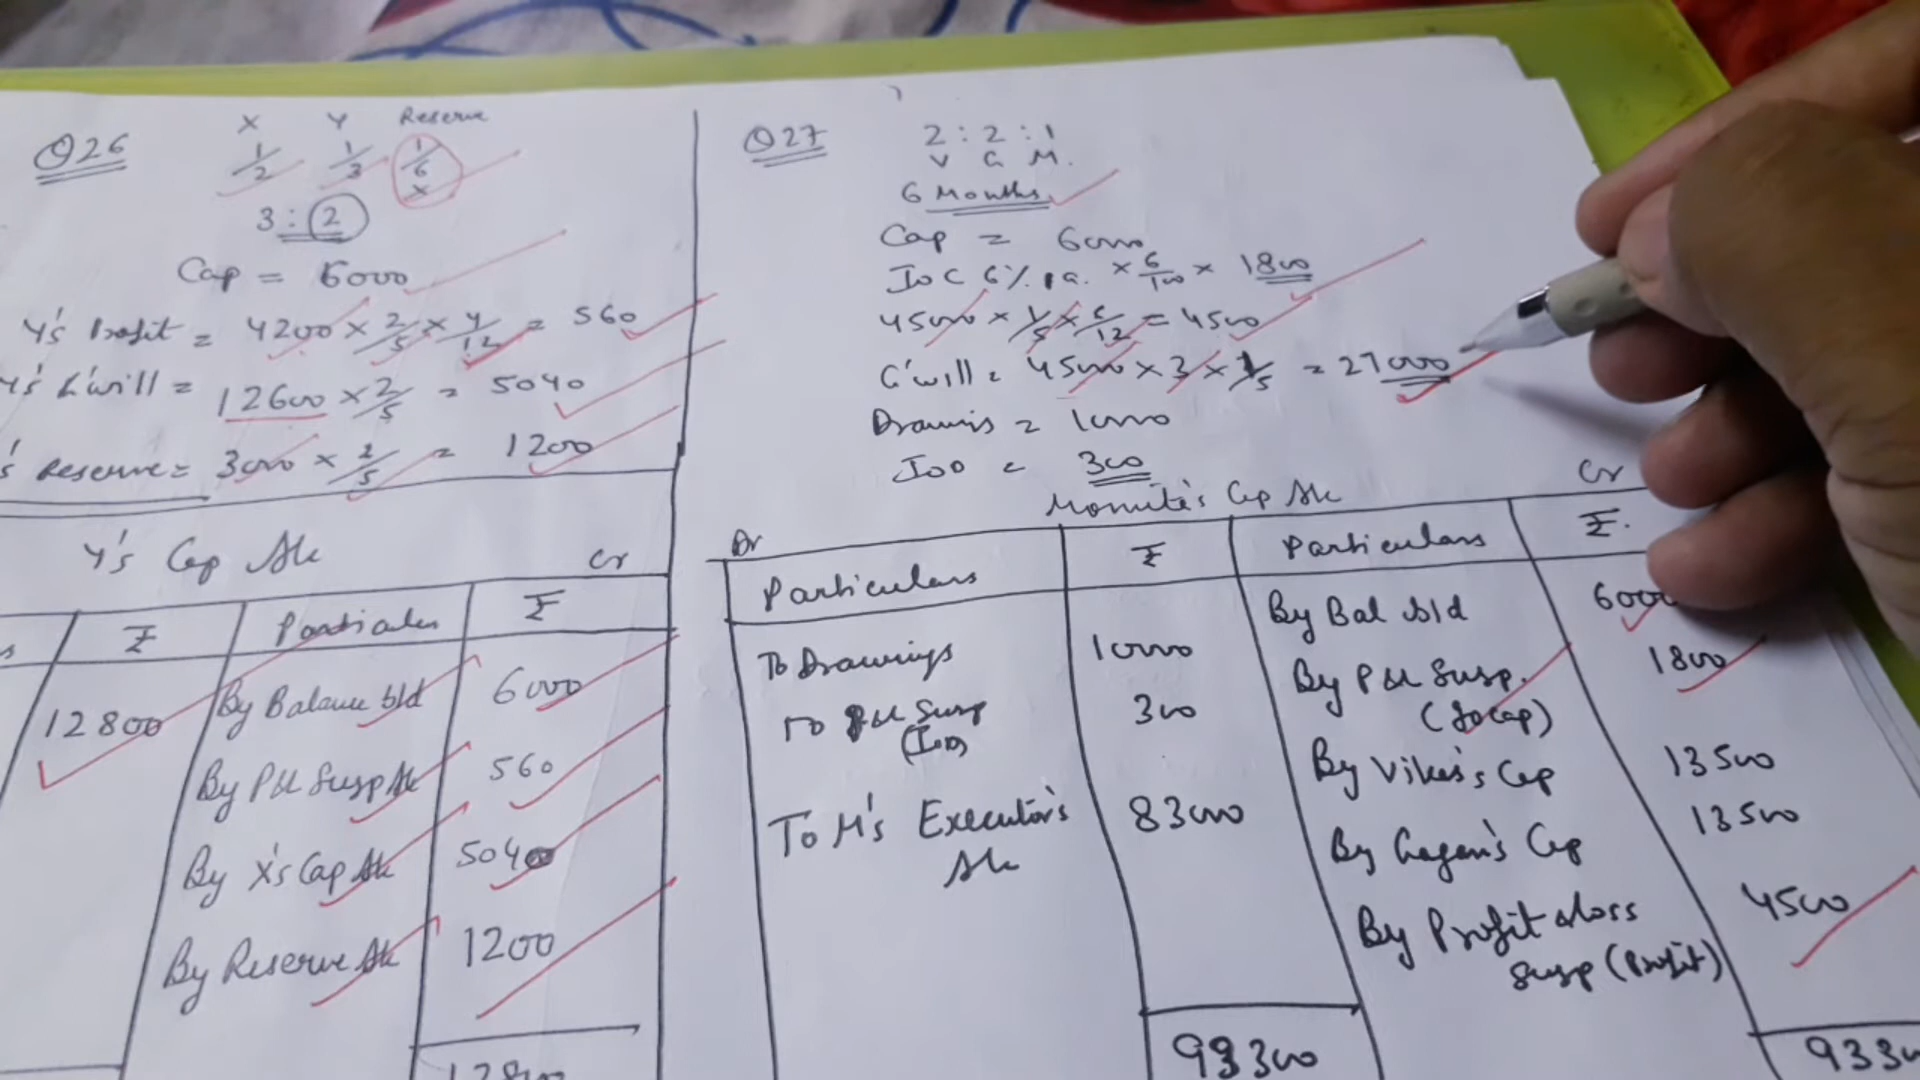 Q26
X Y Reserve
1/2 1/3 1/6
x
3 : 2
Cap = 6000
Y's Profit = 4200 × 2/5 × 4/12 = 560
Y's G'will = 12600 × 2/5 = 5040
's Reserve = 3000 × 2/5 = 1200
Y's Cap A/c
Cr
₹ Particulars ₹
12800 By Balance b/d 6000
By P&L Susp A/c 560
By X's Cap A/c 5040
By Reserve A/c 1200
Q27
2 : 2 : 1
V G M.
6 Months
Cap = 60000
IOC 6% p.a. × 6/100 × 1800
45000 × 1/5 × 6/12 = 4500
G'will = 45000 × 3 × 1/5 = 27000
Drawings = 10000
IOD = 300
Cap A/c
Dr Cr
Particulars ₹ Particulars ₹.
To Drawings 10000 By Bal b/d 6000
To P&L Susp 300 By P&L Susp. 1800
(IOD)
By Vikas's Cap 13500
To M's Executor's 83000 By Gagan's Cap 13500
A/c
By Profit & Loss 4500
Susp (Profit)
93300 933